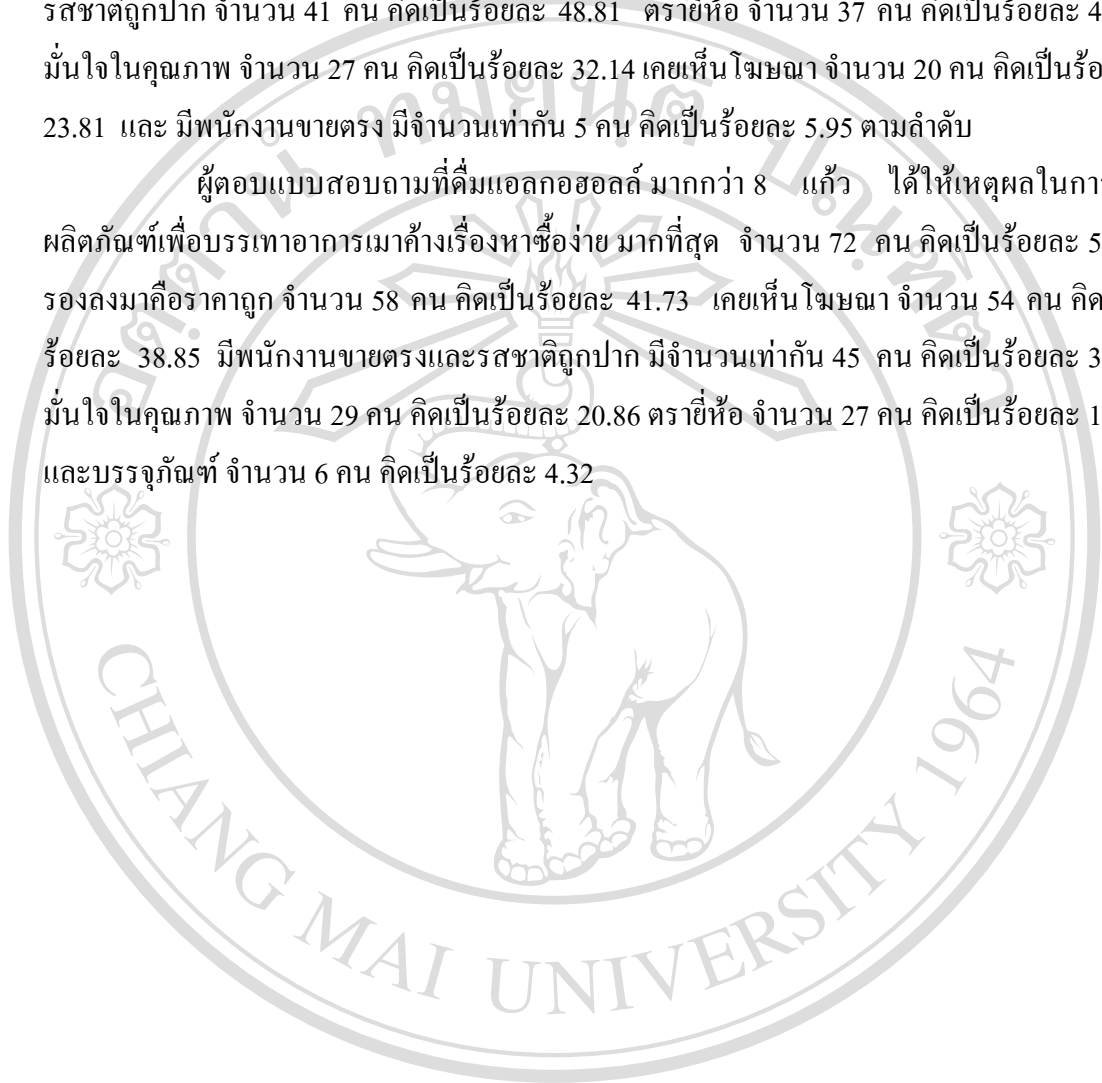 รสชาติถูกปาก จำนวน 41 คน คิดเป็นร้อยละ 48.81 ตรายี่ห้อ จำนวน 37 คน คิดเป็นร้อยละ 4
มั่นใจในคุณภาพ จำนวน 27 คน คิดเป็นร้อยละ 32.14 เคยเห็นโฆษณา จำนวน 20 คน คิดเป็นร้อ
23.81 และ มีพนักงานขายตรง มีจำนวนเท่ากัน 5 คน คิดเป็นร้อยละ 5.95 ตามลำดับ
ผู้ตอบแบบสอบถามที่ดื่มแอลกอฮอลล์ มากกว่า 8 แก้ว ได้ให้เหตุผลในกา
ผลิตภัณฑ์เพื่อบรรเทาอาการเมาค้างเรื่องหาซื้อง่าย มากที่สุด จำนวน 72 คน คิดเป็นร้อยละ 5
รองลงมาคือราคาถูก จำนวน 58 คน คิดเป็นร้อยละ 41.73 เคยเห็นโฆษณา จำนวน 54 คน คิด
ร้อยละ 38.85 มีพนักงานขายตรงและรสชาติถูกปาก มีจำนวนเท่ากัน 45 คน คิดเป็นร้อยละ 3
มั่นใจในคุณภาพ จำนวน 29 คน คิดเป็นร้อยละ 20.86 ตรายี่ห้อ จำนวน 27 คน คิดเป็นร้อยละ 1
และบรรจุภัณฑ์ จำนวน 6 คน คิดเป็นร้อยละ 4.32
อตฺตานํ ทมยนฺติ ปณฺฑิตา
CHIANG MAI UNIVERSITY 1964